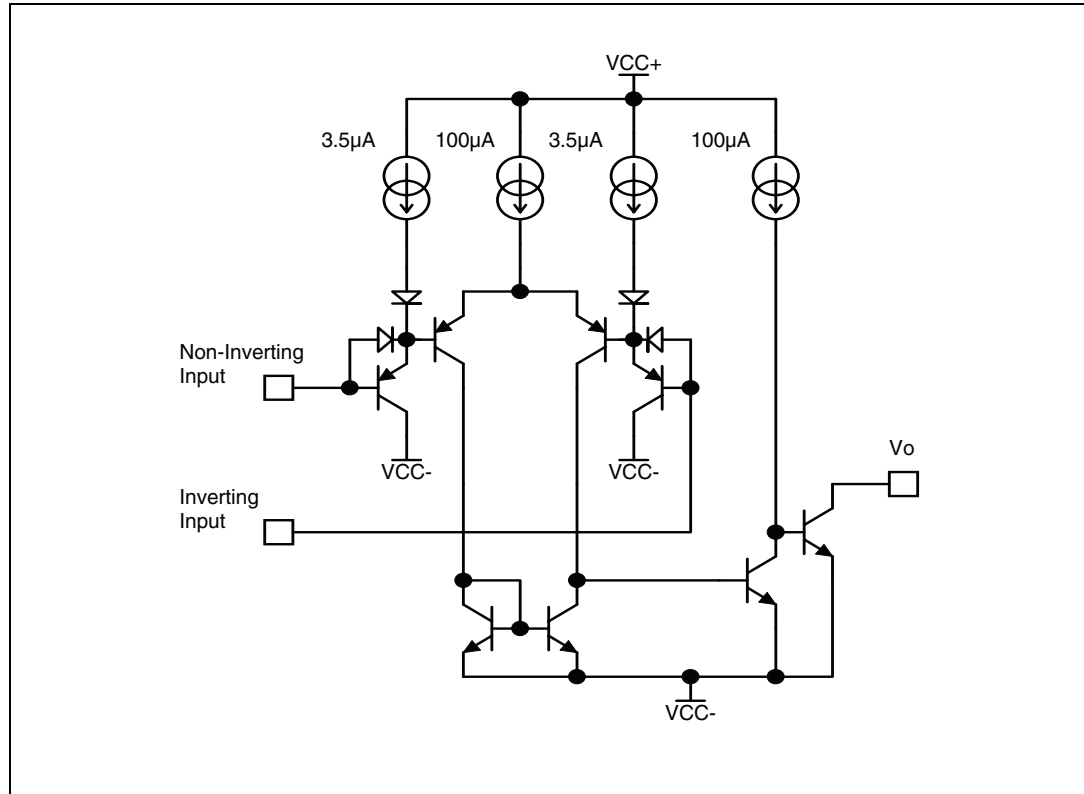 VCC+
3.5µA
100µA
3.5µA
100µA
Non-Inverting
Input
VCC-
VCC-
Vo
Inverting
Input
VCC-